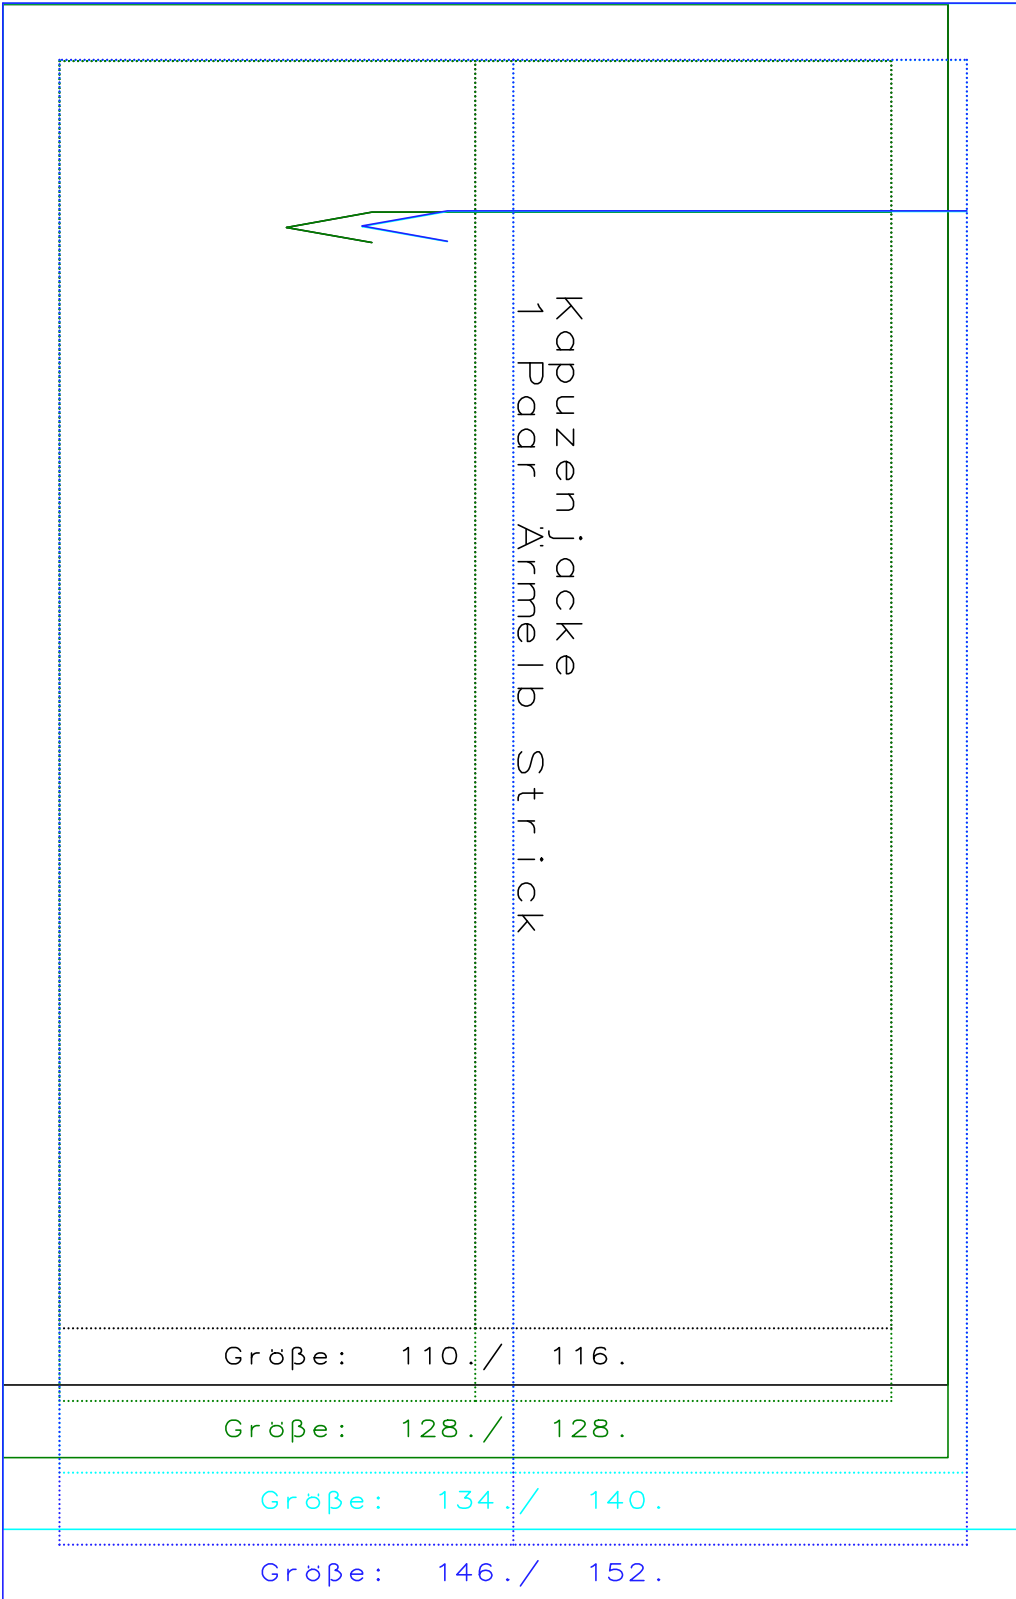 Kapuzenjacke
1 Paar Ärmelb Strick
Größe: 110./ 116.
Größe: 128./ 128.
Größe: 134./ 140.
Größe: 146./ 152.